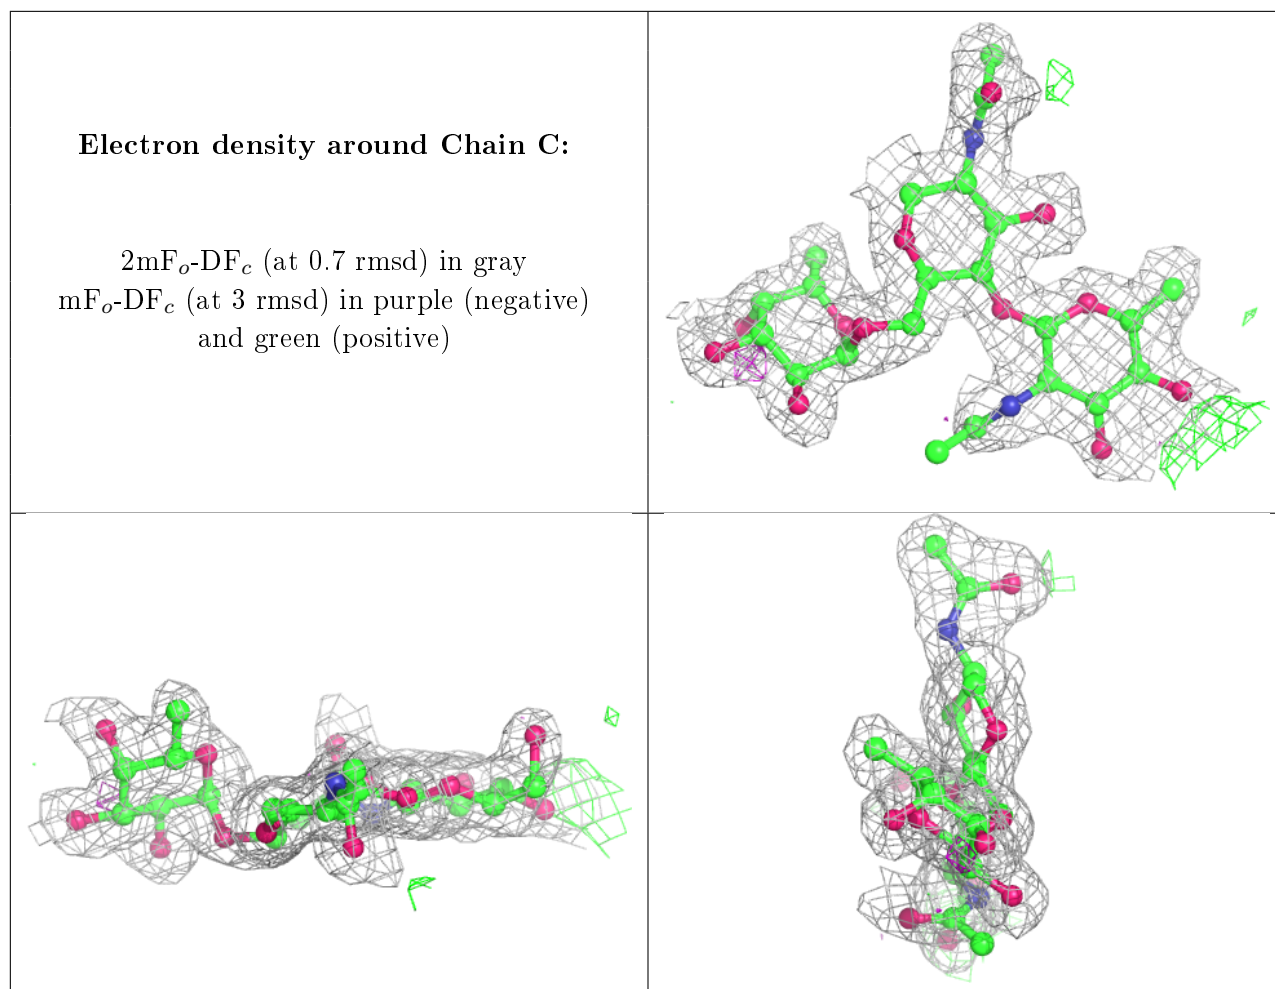 Electron density around Chain C:
2mFₒ-DF𝒸 (at 0.7 rmsd) in gray
mFₒ-DF𝒸 (at 3 rmsd) in purple (negative)
and green (positive)